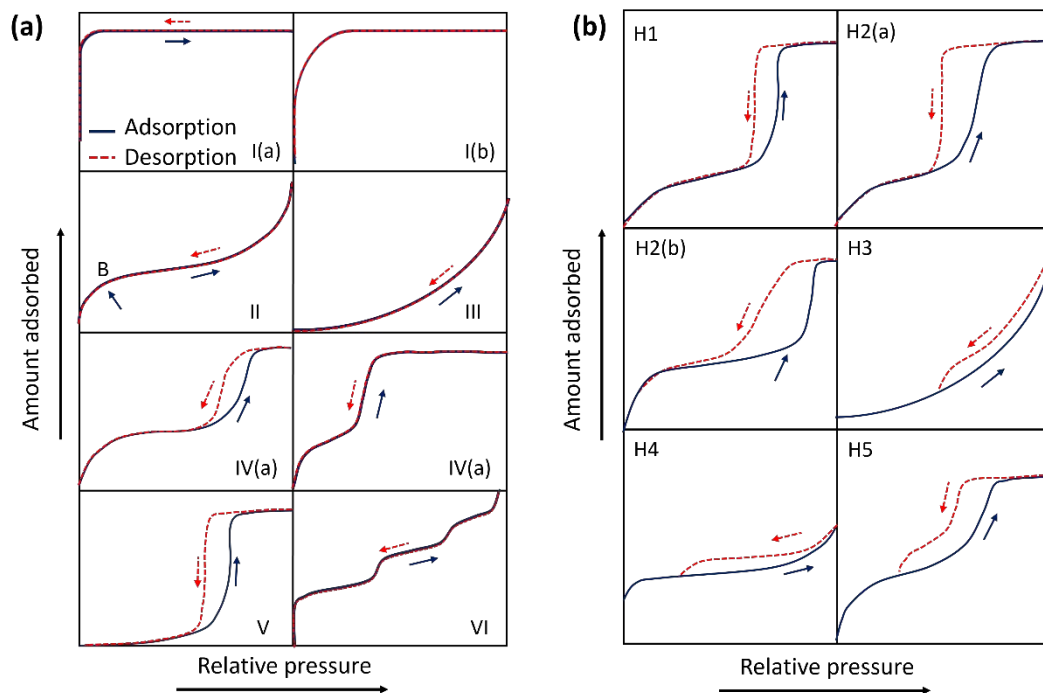 (a)
Adsorption
Desorption
I(a)
I(b)
B
II
III
IV(a)
IV(a)
V
VI
Amount adsorbed
Relative pressure
(b)
H1
H2(a)
H2(b)
H3
H4
H5
Amount adsorbed
Relative pressure